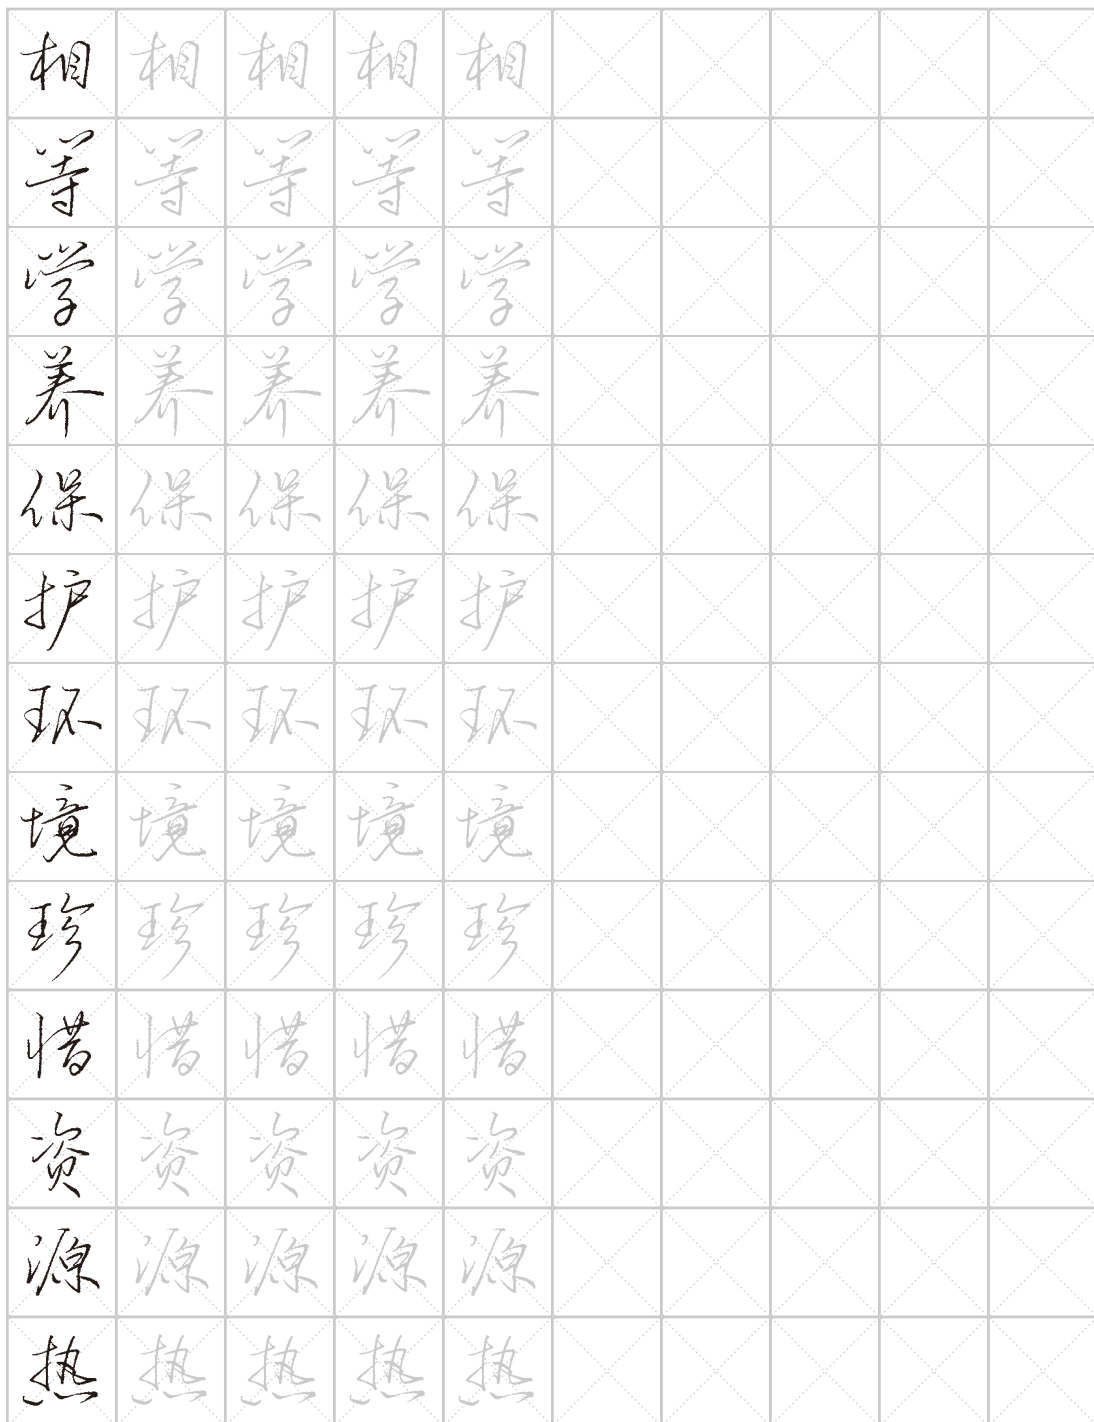 相相相相相
等等等等等
学学学学学
养养养养养
保保保保保
护护护护护
环环环环环
境境境境境
珍珍珍珍珍
惜惜惜惜惜
资资资资资
源源源源源
热热热热热